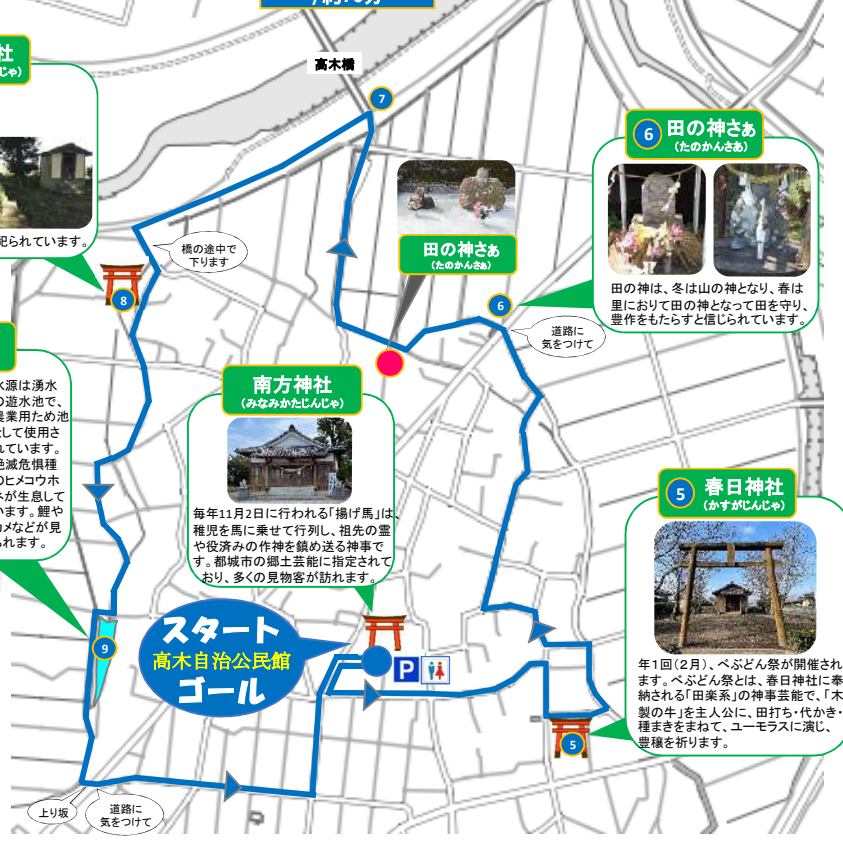 社
じゃ)
祀られています。
高木橋
7
6 田の神さぁ
(たのかんさあ)
田の神は、冬は山の神となり、春は
里におりて田の神となって田を守り、
豊作をもたらすと信じられています。
橋の途中で
下ります
田の神さぁ
(たのかんさあ)
8
6
道路に
気をつけて
水源は湧水
の遊水池で、
農業用ため池
として使用さ
れています。
絶滅危惧種
のヒメコウホ
ネが生息して
います。鯉や
カメなどが見
られます。
南方神社
(みなみかたじんじゃ)
毎年11月2日に行われる「揚げ馬」は、
稚児を馬に乗せて行列し、祖先の霊
や役済みの作神を鎮め送る神事で
す。都城市の郷土芸能に指定されて
おり、多くの見物客が訪れます。
5 春日神社
(かすがじんじゃ)
年1回(2月)、べぶどん祭が開催され
ます。べぶどん祭とは、春日神社に奉
納される「田楽系」の神事芸能で、「木
製の牛」を主人公に、田打ち・代かき・
種まきをまねて、ユーモラスに演じ、
豊穣を祈ります。
スタート
高木自治公民館
ゴール
P
9
5
上り坂
道路に
気をつけて